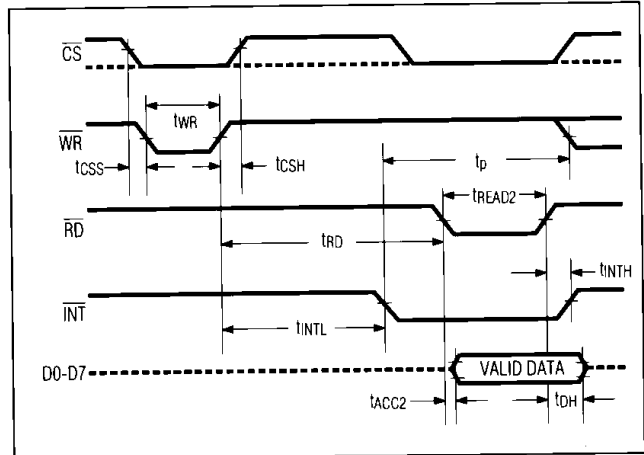 CS
tWR
WR
tCSS
tCSH
tp
tREAD2
RD
tRD
tINTH
INT
tINTL
D0-D7
VALID DATA
tACC2
tDH